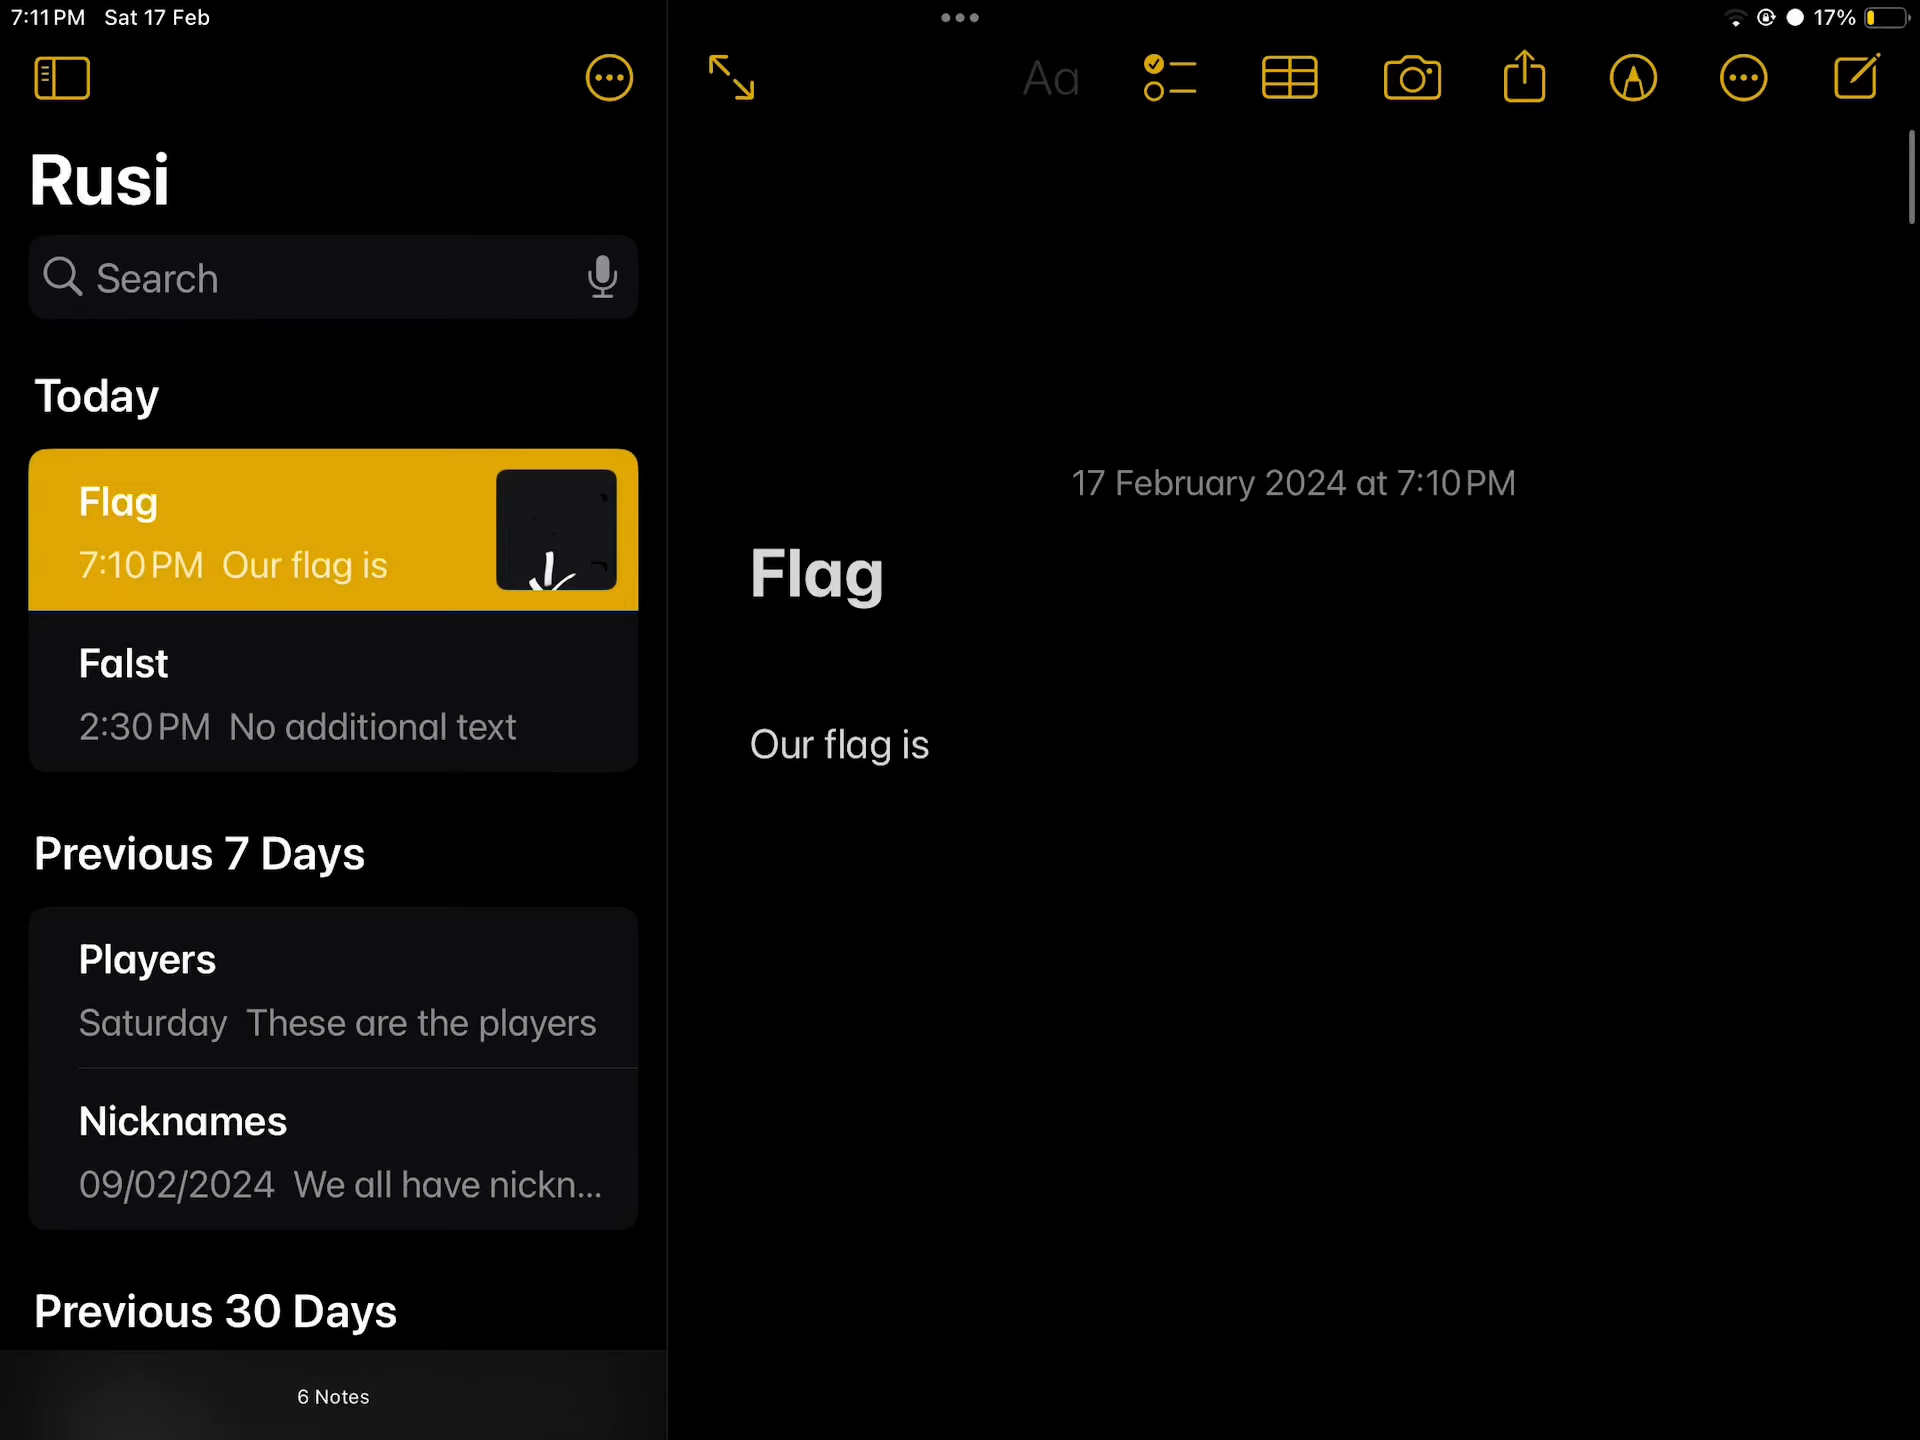 7:11 PM Sat 17 Feb
17%
Aa
Rusi
Search
Today
Flag
7:10 PM Our flag is
Falst
2:30 PM No additional text
Previous 7 Days
Players
Saturday These are the players
Nicknames
09/02/2024 We all have nickn...
Previous 30 Days
6 Notes
17 February 2024 at 7:10 PM
Flag
Our flag is